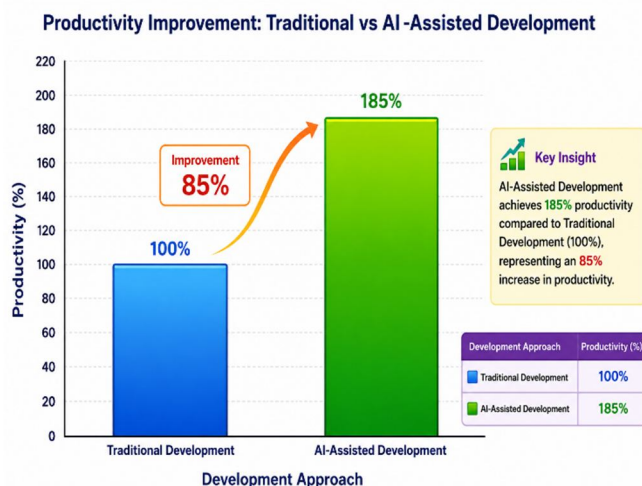 Productivity Improvement: Traditional vs AI-Assisted Development
Productivity (%)
220
200
180
160
140
120
100
80
60
40
20
0
100%
185%
Improvement
85%
Traditional Development
AI-Assisted Development
Development Approach
Key Insight
AI-Assisted Development
achieves 185% productivity
compared to Traditional
Development (100%),
representing an 85%
increase in productivity.
Development Approach Productivity (%)
Traditional Development 100%
AI-Assisted Development 185%